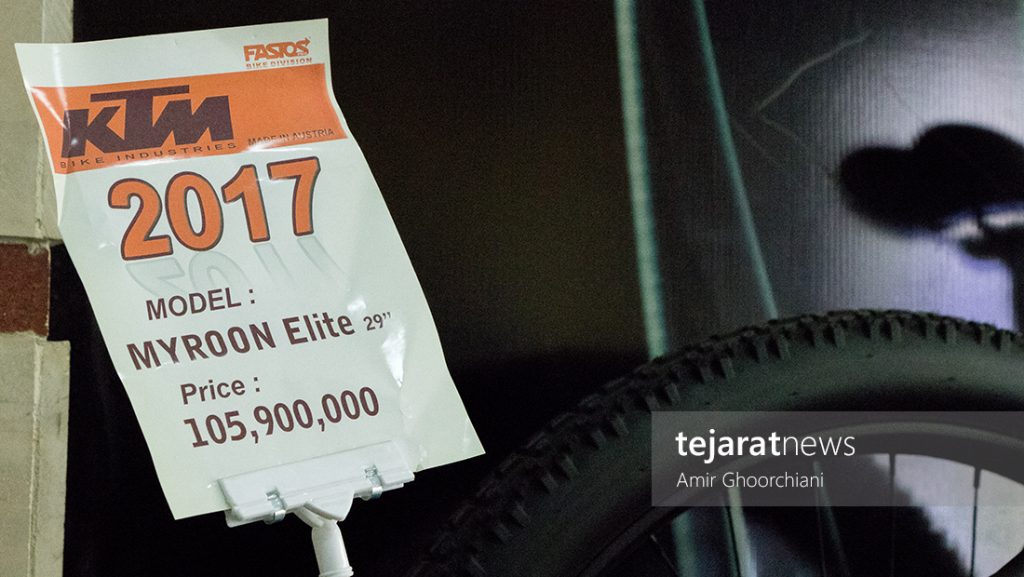 FASTOS
BIKE DIVISION
KTM
BIKE INDUSTRIES
MADE IN AUSTRIA
2017
MODEL :
MYROON Elite 29”
Price :
105,900,000
tejaratnews
Amir Ghoorchiani